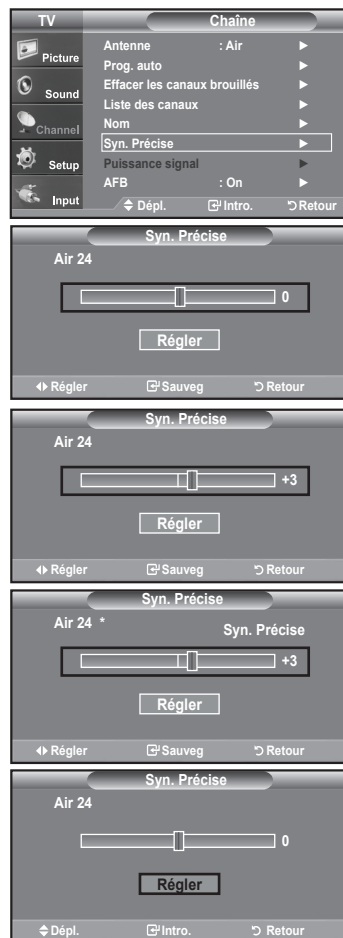 TV Chaîne
Picture
Sound
Channel
Setup
Input
Antenne : Air
Prog. auto
Effacer les canaux brouillés
Liste des canaux
Nom
Syn. Précise
Puissance signal
AFB : On
Dépl. Intro. Retour
Syn. Précise
Air 24
0
Régler
Régler Sauveg Retour
Syn. Précise
Air 24
+3
Régler
Régler Sauveg Retour
Syn. Précise
Air 24 * Syn. Précise
+3
Régler
Régler Sauveg Retour
Syn. Précise
Air 24
0
Régler
Dépl. Intro. Retour